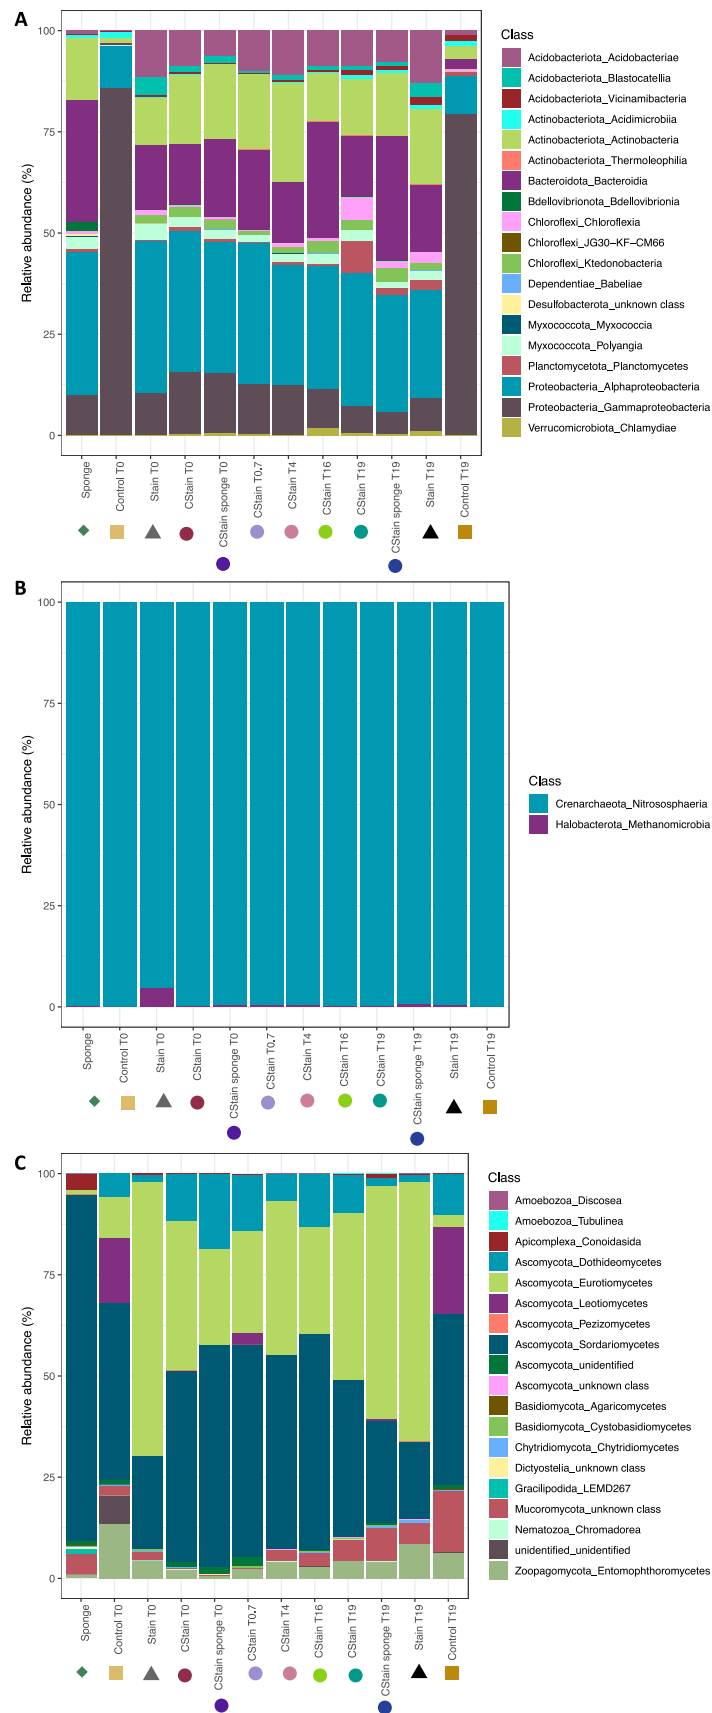 A
100
75
50
25
0
Relative abundance (%)
Sponge
Control T0
Stain T0
CStain T0
CStain sponge T0
CStain T0.7
CStain T4
CStain T16
CStain T19
CStain sponge T19
Stain T19
Control T19
Class
Acidobacteriota_Acidobacteriae
Acidobacteriota_Blastocatellia
Acidobacteriota_Vicinamibacteria
Actinobacteriota_Acidimicrobiia
Actinobacteriota_Actinobacteria
Actinobacteriota_Thermoleophilia
Bacteroidota_Bacteroidia
Bdellovibrionota_Bdellovibrionia
Chloroflexi_Chloroflexia
Chloroflexi_JG30−KF−CM66
Chloroflexi_Ktedonobacteria
Dependentiae_Babeliae
Desulfobacterota_unknown class
Myxococcota_Myxococcia
Myxococcota_Polyangia
Planctomycetota_Planctomycetes
Proteobacteria_Alphaproteobacteria
Proteobacteria_Gammaproteobacteria
Verrucomicrobiota_Chlamydiae
B
100
75
50
25
0
Relative abundance (%)
Sponge
Control T0
Stain T0
CStain T0
CStain sponge T0
CStain T0.7
CStain T4
CStain T16
CStain T19
CStain sponge T19
Stain T19
Control T19
Class
Crenarchaeota_Nitrososphaeria
Halobacterota_Methanomicrobia
C
100
75
50
25
0
Relative abundance (%)
Sponge
Control T0
Stain T0
CStain T0
CStain sponge T0
CStain T0.7
CStain T4
CStain T16
CStain T19
CStain sponge T19
Stain T19
Control T19
Class
Amoebozoa_Discosea
Amoebozoa_Tubulinea
Apicomplexa_Conoidasida
Ascomycota_Dothideomycetes
Ascomycota_Eurotiomycetes
Ascomycota_Leotiomycetes
Ascomycota_Pezizomycetes
Ascomycota_Sordariomycetes
Ascomycota_unidentified
Ascomycota_unknown class
Basidiomycota_Agaricomycetes
Basidiomycota_Cystobasidiomycetes
Chytridiomycota_Chytridiomycetes
Dictyostelia_unknown class
Gracilipodida_LEMD267
Mucoromycota_unknown class
Nematozoa_Chromadorea
unidentified_unidentified
Zoopagomycota_Entomophthoromycetes